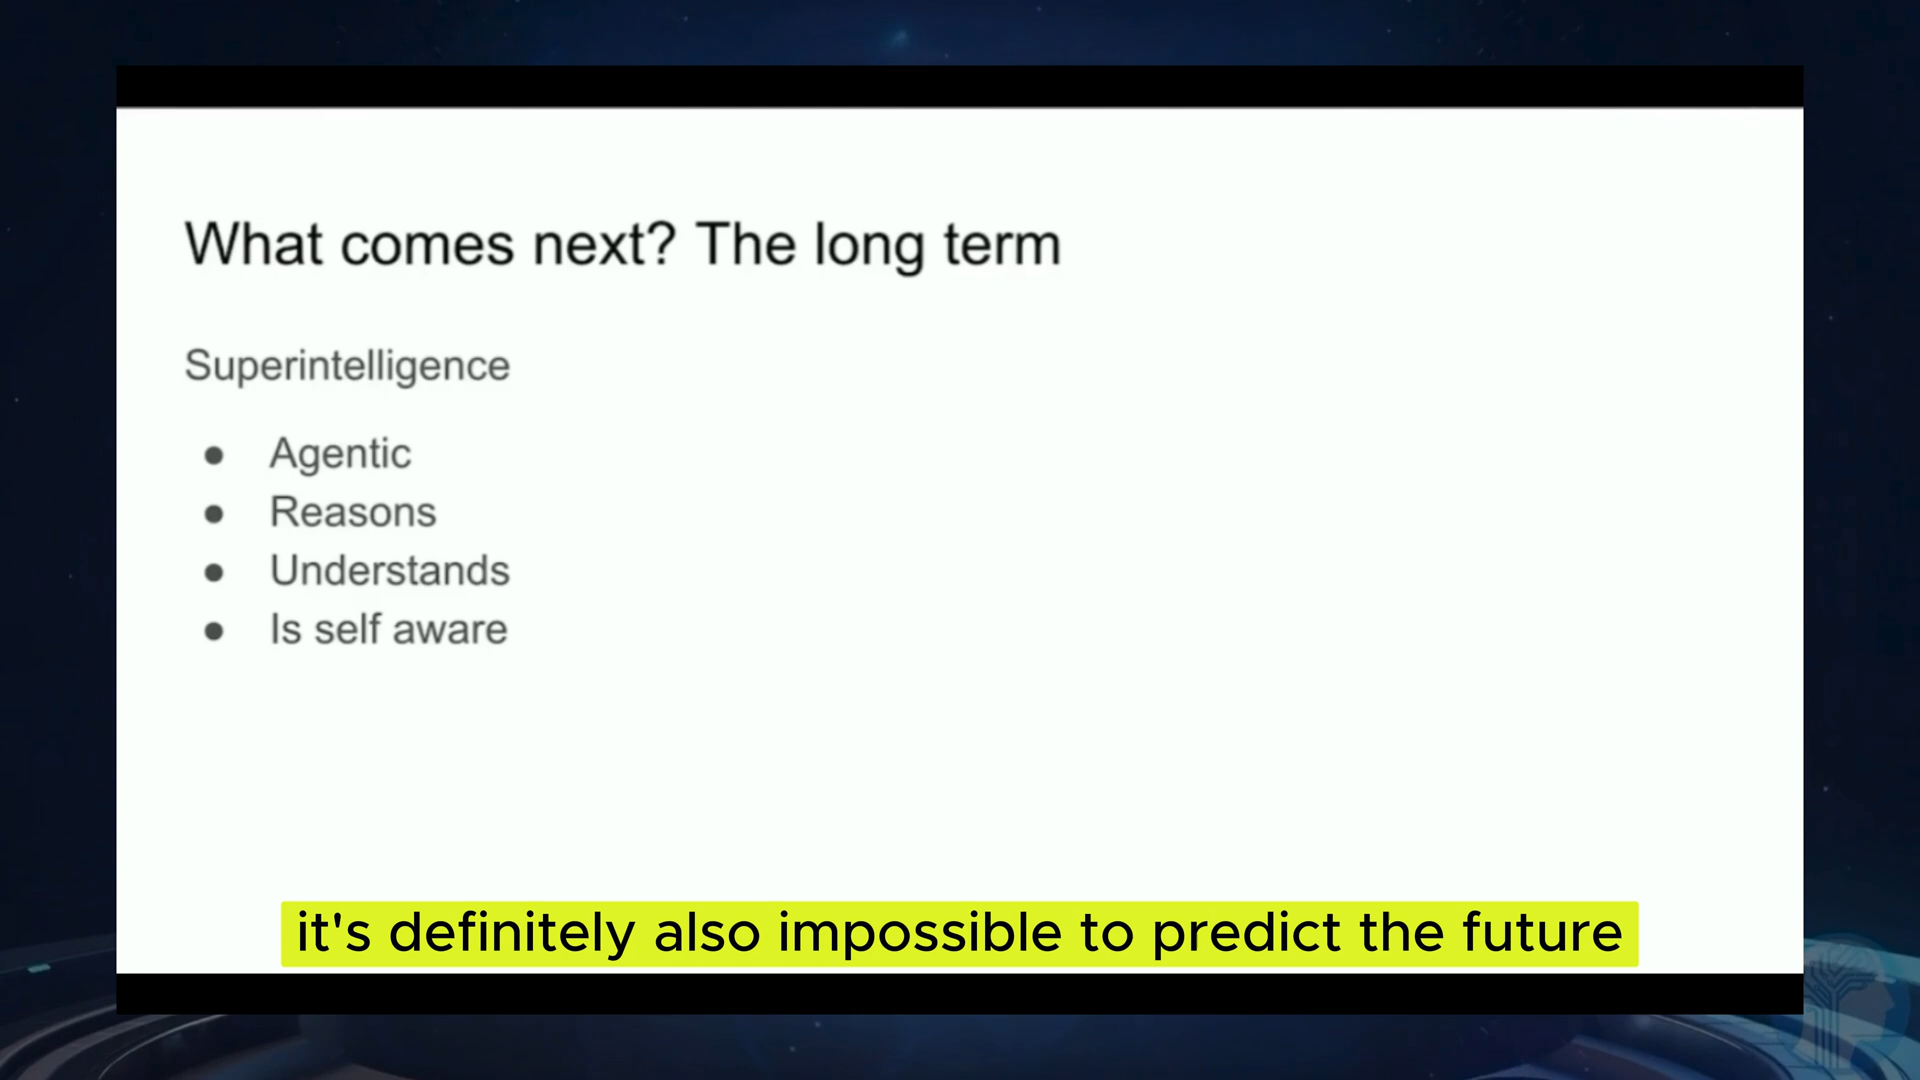 What comes next? The long term
Superintelligence
● Agentic
● Reasons
● Understands
● Is self aware
it's definitely also impossible to predict the future